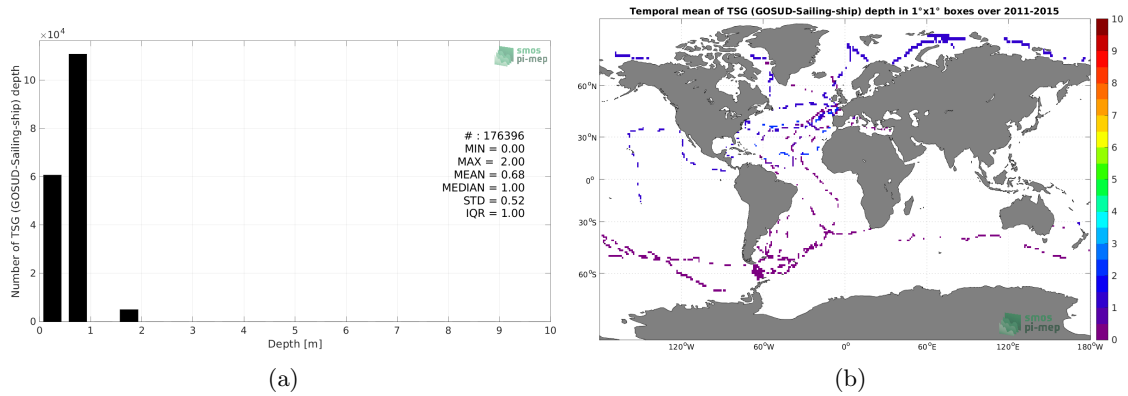 ×10⁴
10
8
6
4
2
0
Number of TSG (GOSUD-Sailing-ship) depth
smos
pi-mep
# : 176396
MIN = 0.00
MAX = 2.00
MEAN = 0.68
MEDIAN = 1.00
STD = 0.52
IQR = 1.00
0 1 2 3 4 5 6 7 8 9 10
Depth [m]
(a)
Temporal mean of TSG (GOSUD-Sailing-ship) depth in 1°x1° boxes over 2011-2015
60°N
30°N
0°
30°S
60°S
120°W 60°W 0° 60°E 120°E 180°W
smos
pi-mep
10
9
8
7
6
5
4
3
2
1
0
(b)